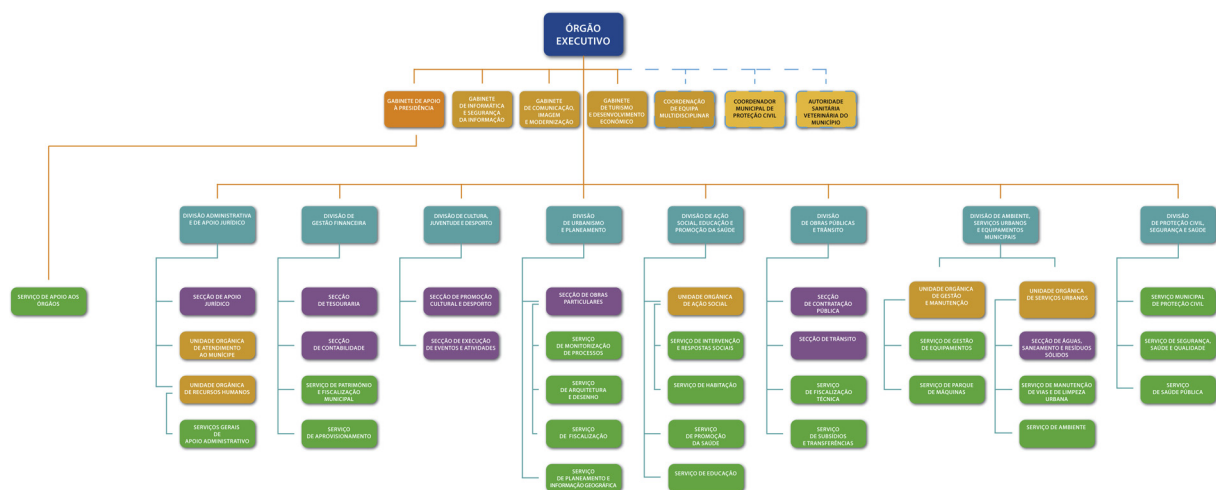 ÓRGÃO
EXECUTIVO
GABINETE DE APOIO
À PRESIDÊNCIA
GABINETE
DE INFORMÁTICA
E SEGURANÇA
DA INFORMAÇÃO
GABINETE
DE COMUNICAÇÃO,
IMAGEM
E MODERNIZAÇÃO
GABINETE
DE TURISMO
E DESENVOLVIMENTO
ECONÓMICO
COORDENAÇÃO
DE EQUIPA
MULTIDISCIPLINAR
COORDENADOR
MUNICIPAL DE
PROTEÇÃO CIVIL
AUTORIDADE
SANITÁRIA
VETERINÁRIA DO
MUNICÍPIO
SERVIÇO DE APOIO AOS
ÓRGÃOS
DIVISÃO ADMINISTRATIVA
E DE APOIO JURÍDICO
SECÇÃO DE APOIO
JURÍDICO
UNIDADE ORGÂNICA
DE ATENDIMENTO
AO MUNÍCIPE
UNIDADE ORGÂNICA
DE RECURSOS HUMANOS
SERVIÇOS GERAIS
DE
APOIO ADMINISTRATIVO
DIVISÃO DE
GESTÃO FINANCEIRA
SECÇÃO
DE TESOURARIA
SECÇÃO
DE CONTABILIDADE
SERVIÇO DE PATRIMÓNIO
E FISCALIZAÇÃO
MUNICIPAL
SERVIÇO
DE APROVISIONAMENTO
DIVISÃO DE CULTURA,
JUVENTUDE E DESPORTO
SECÇÃO DE PROMOÇÃO
CULTURAL E DESPORTO
SECÇÃO DE EXECUÇÃO
DE EVENTOS E ATIVIDADES
DIVISÃO
DE URBANISMO
E PLANEAMENTO
SECÇÃO DE OBRAS
PARTICULARES
SERVIÇO
DE MONITORIZAÇÃO
DE PROCESSOS
SERVIÇO
DE ARQUITETURA
E DESENHO
SERVIÇO
DE FISCALIZAÇÃO
SERVIÇO
DE PLANEAMENTO E
INFORMAÇÃO GEOGRÁFICA
DIVISÃO DE AÇÃO
SOCIAL, EDUCAÇÃO E
PROMOÇÃO DA SAÚDE
UNIDADE ORGÂNICA
DE AÇÃO SOCIAL
SERVIÇO DE INTERVENÇÃO
E RESPOSTAS SOCIAIS
SERVIÇO DE HABITAÇÃO
SERVIÇO
DE PROMOÇÃO
DA SAÚDE
SERVIÇO DE EDUCAÇÃO
DIVISÃO
DE OBRAS PÚBLICAS
E TRÂNSITO
SECÇÃO
DE CONTRATAÇÃO
PÚBLICA
SECÇÃO DE TRÂNSITO
SERVIÇO
DE FISCALIZAÇÃO
TÉCNICA
SERVIÇO
DE SUBSÍDIOS
E TRANSFERÊNCIAS
DIVISÃO DE AMBIENTE,
SERVIÇOS URBANOS
E EQUIPAMENTOS
MUNICIPAIS
UNIDADE ORGÂNICA
DE GESTÃO
E MANUTENÇÃO
SERVIÇO DE GESTÃO
DE EQUIPAMENTOS
SERVIÇO DE PARQUE
DE MÁQUINAS
UNIDADE ORGÂNICA
DE SERVIÇOS URBANOS
SECÇÃO DE ÁGUAS,
SANEAMENTO E RESÍDUOS
SÓLIDOS
SERVIÇO DE MANUTENÇÃO
DE VIAS E DE LIMPEZA
URBANA
SERVIÇO DE AMBIENTE
DIVISÃO
DE PROTEÇÃO CIVIL,
SEGURANÇA E SAÚDE
SERVIÇO MUNICIPAL
DE PROTEÇÃO CIVIL
SERVIÇO DE SEGURANÇA,
SAÚDE E QUALIDADE
SERVIÇO
DE SAÚDE PÚBLICA